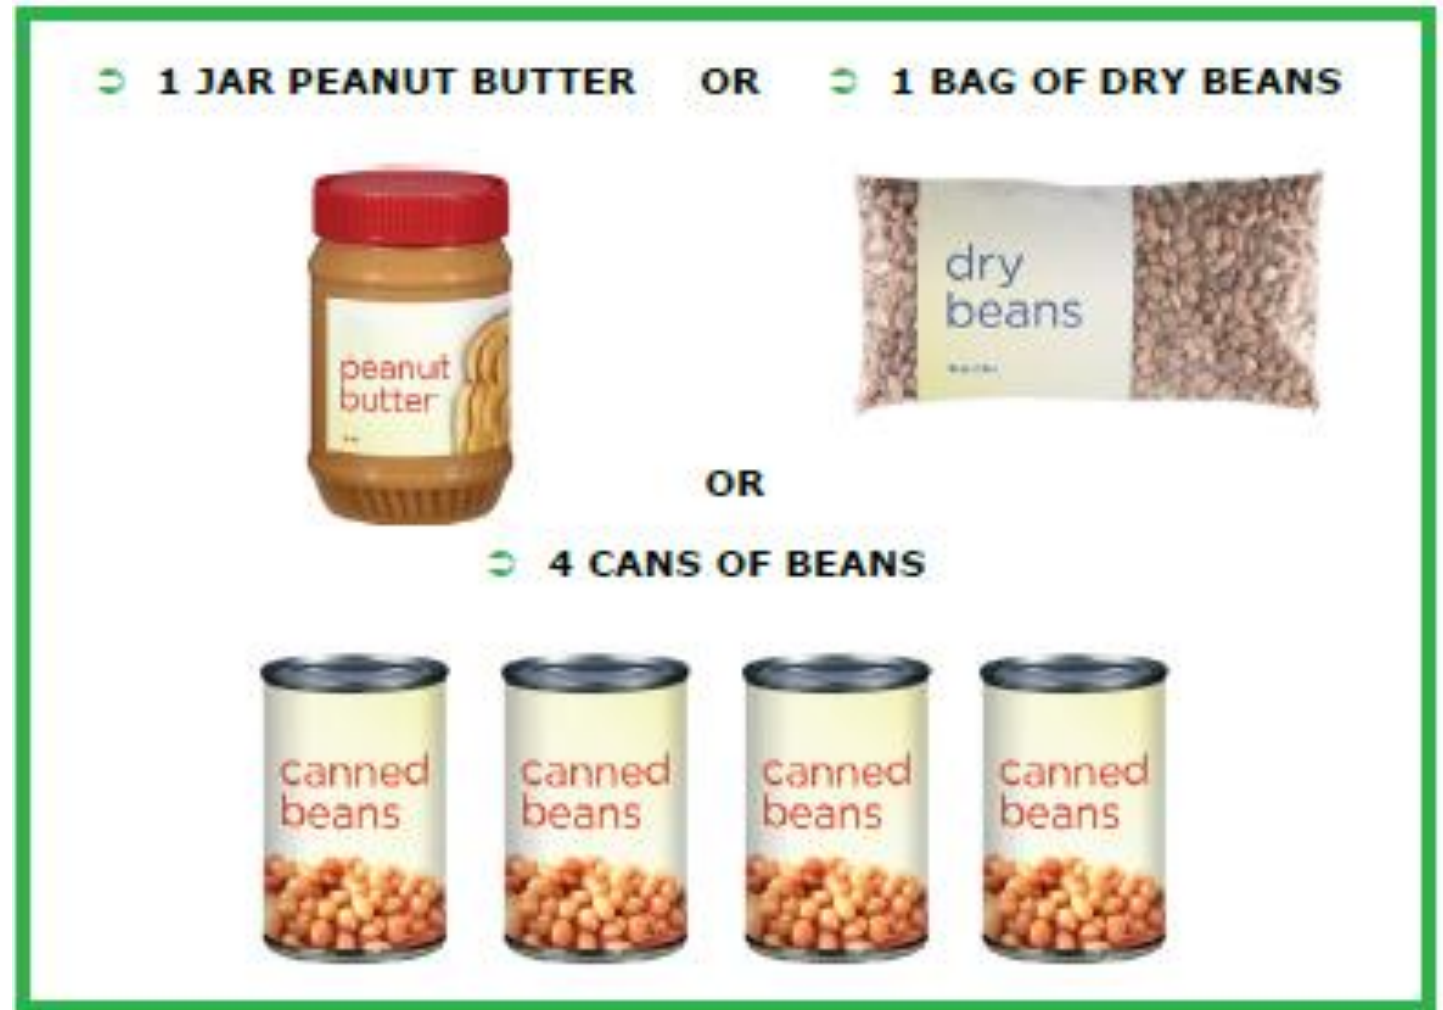 1 JAR PEANUT BUTTER OR 1 BAG OF DRY BEANS
peanut
butter
dry
beans
OR
4 CANS OF BEANS
canned canned canned canned
beans beans beans beans